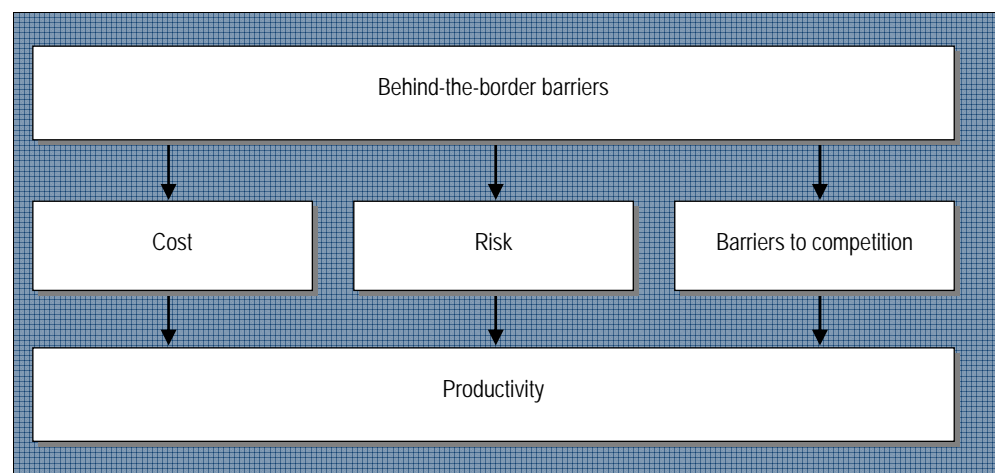 Behind-the-border barriers
Cost
Risk
Barriers to competition
Productivity